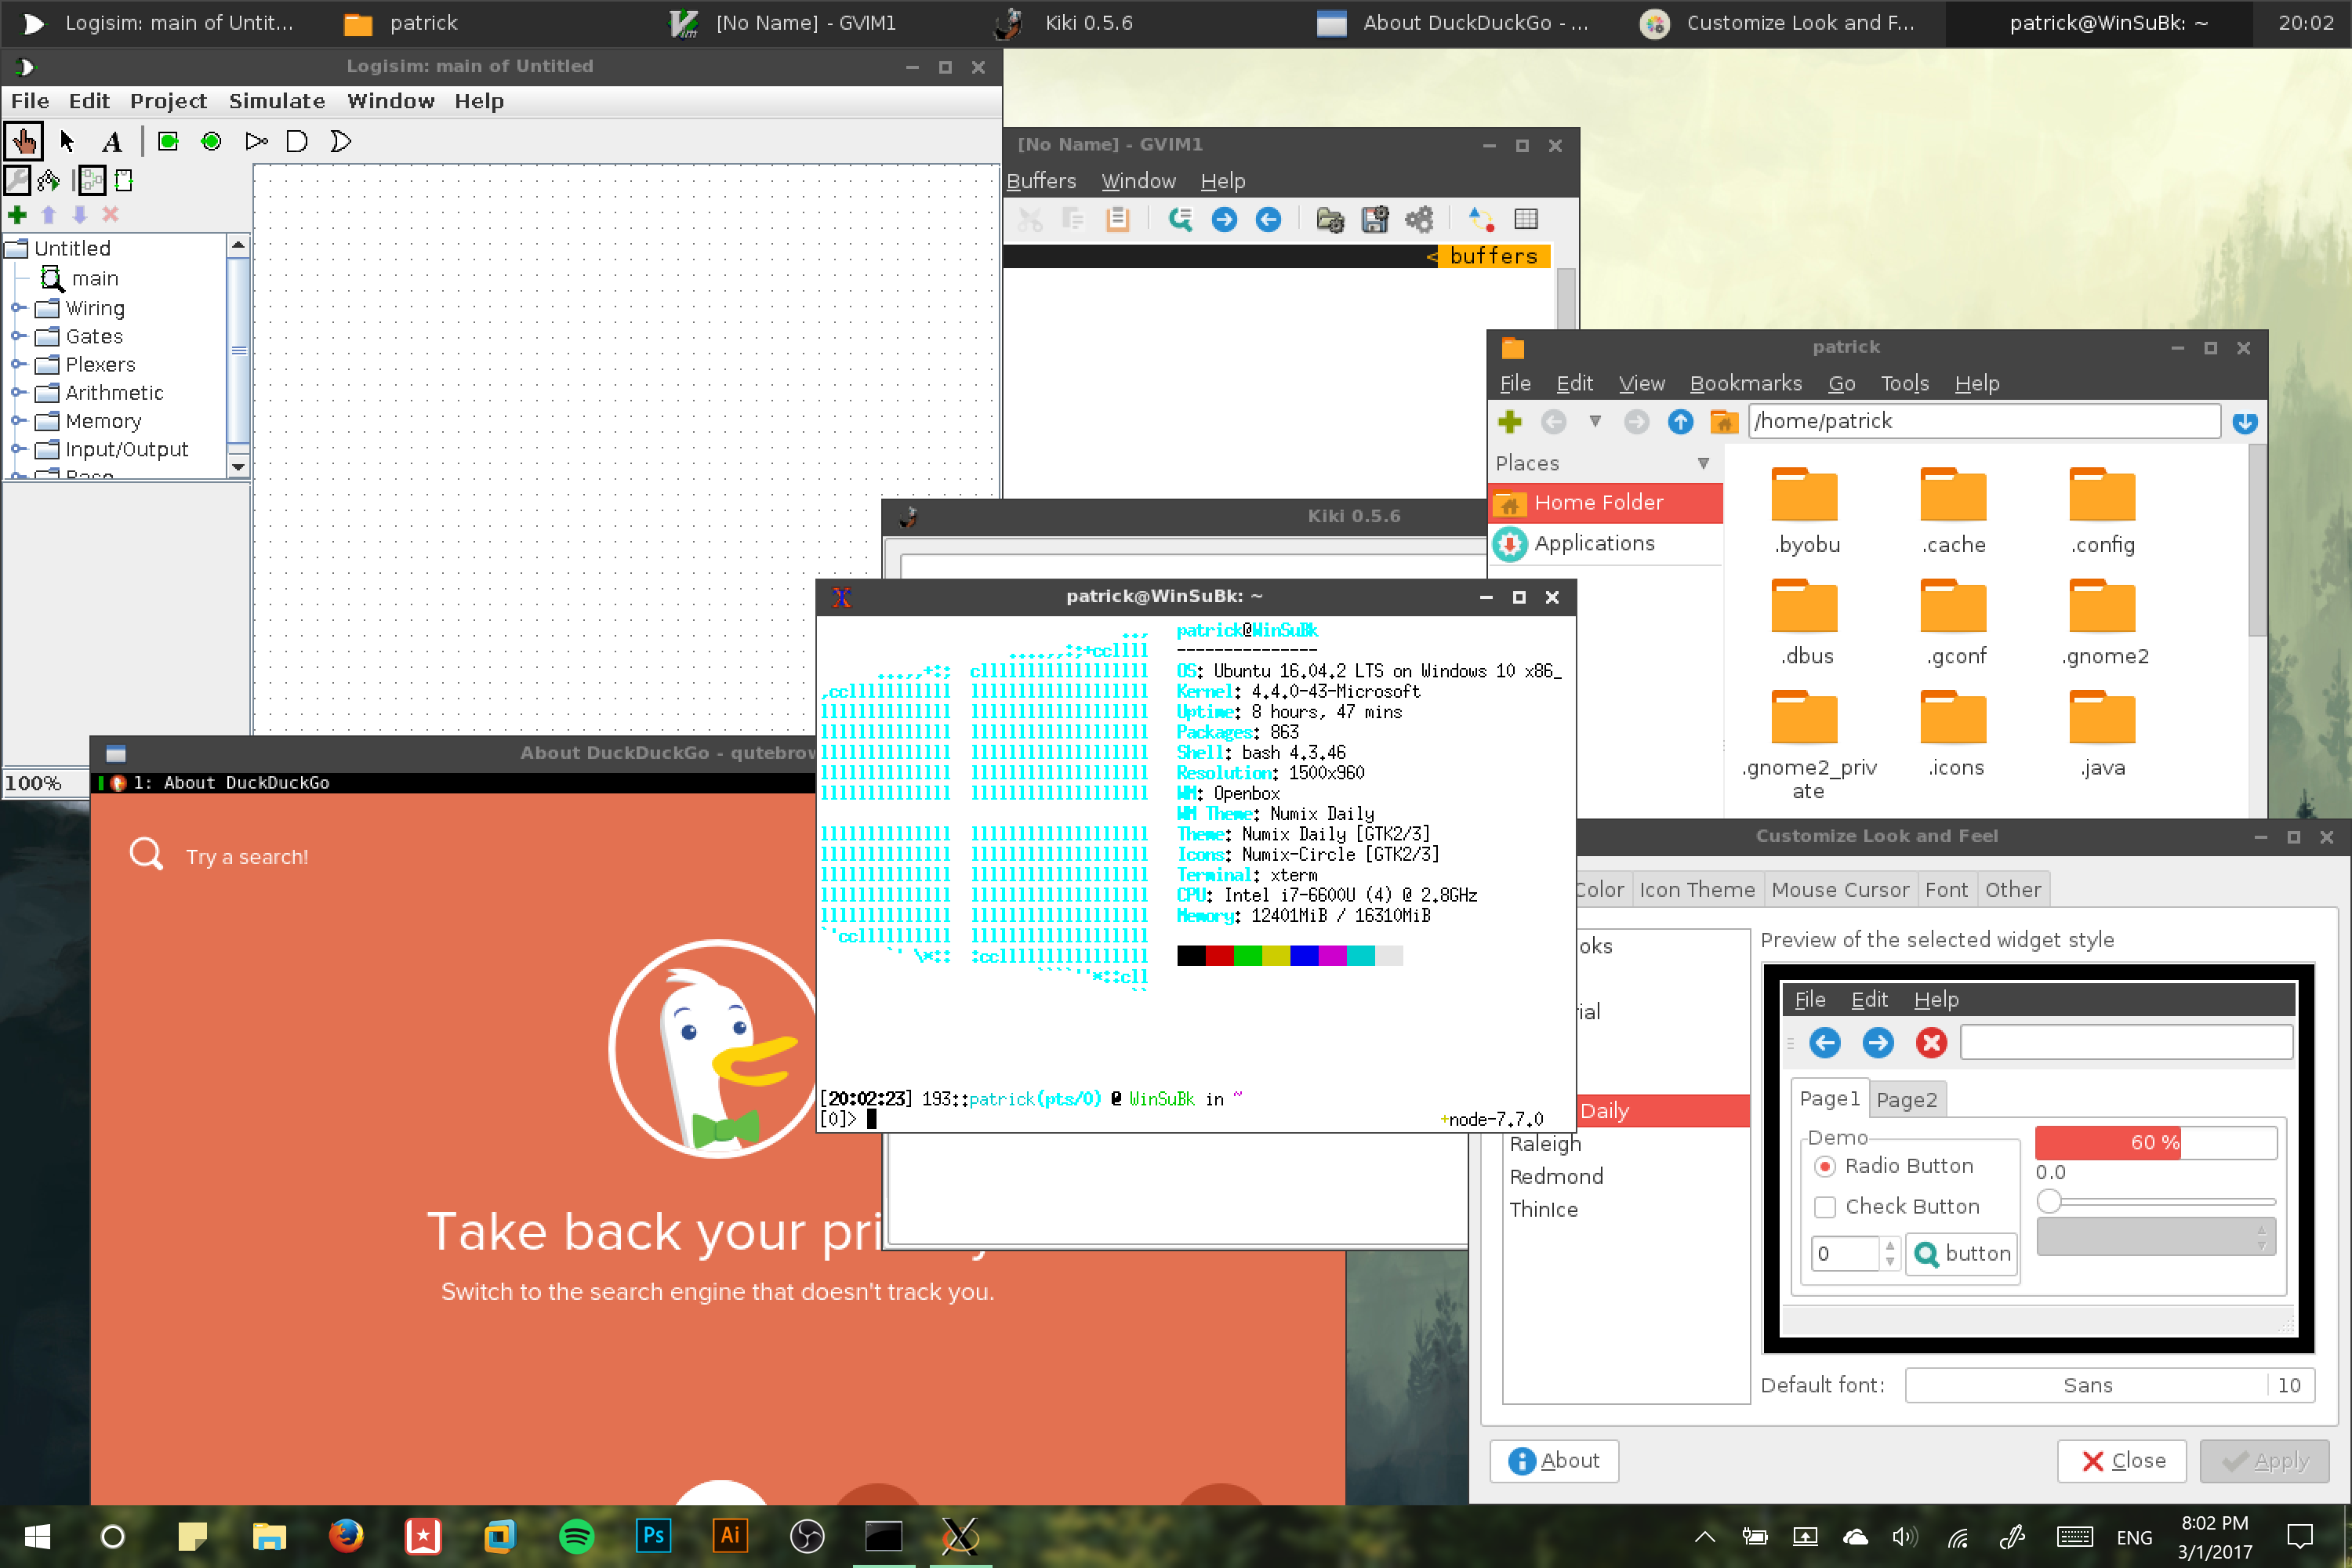 Logisim: main of Untit...
patrick
[No Name] - GVIM1
Kiki 0.5.6
About DuckDuckGo - ...
Customize Look and F...
patrick@WinSuBk: ~
20:02
Logisim: main of Untitled
File Edit Project Simulate Window Help
A
Untitled
main
Wiring
Gates
Plexers
Arithmetic
Memory
Input/Output
Base
100%
[No Name] - GVIM1
Buffers Window Help
< buffers
patrick
File Edit View Bookmarks Go Tools Help
/home/patrick
Places
Home Folder
Applications
.byobu .cache .config
.dbus .gconf .gnome2
.gnome2_priv
ate
.icons .java
Kiki 0.5.6
patrick@WinSuBk: ~
patrick@WinSuBk
---------------
OS: Ubuntu 16.04.2 LTS on Windows 10 x86_
Kernel: 4.4.0-43-Microsoft
Uptime: 8 hours, 47 mins
Packages: 863
Shell: bash 4.3.46
Resolution: 1500x960
WM: Openbox
WM Theme: Numix Daily
Theme: Numix Daily [GTK2/3]
Icons: Numix-Circle [GTK2/3]
Terminal: xterm
CPU: Intel i7-6600U (4) @ 2.8GHz
Memory: 12401MiB / 16310MiB
[20:02:23] 193::patrick(pts/0) @ WinSuBk in ~
[0]> +node-7.7.0
About DuckDuckGo - qutebrow
1: About DuckDuckGo
Try a search!
Take back your pri
Switch to the search engine that doesn't track you.
Customize Look and Feel
Color Icon Theme Mouse Cursor Font Other
oks
ial
Daily
Raleigh
Redmond
ThinIce
Preview of the selected widget style
File Edit Help
Page1 Page2
Demo
Radio Button
Check Button
0
button
60 %
0.0
Default font: Sans 10
About
Close
Apply
Ps
Ai
ENG
8:02 PM
3/1/2017